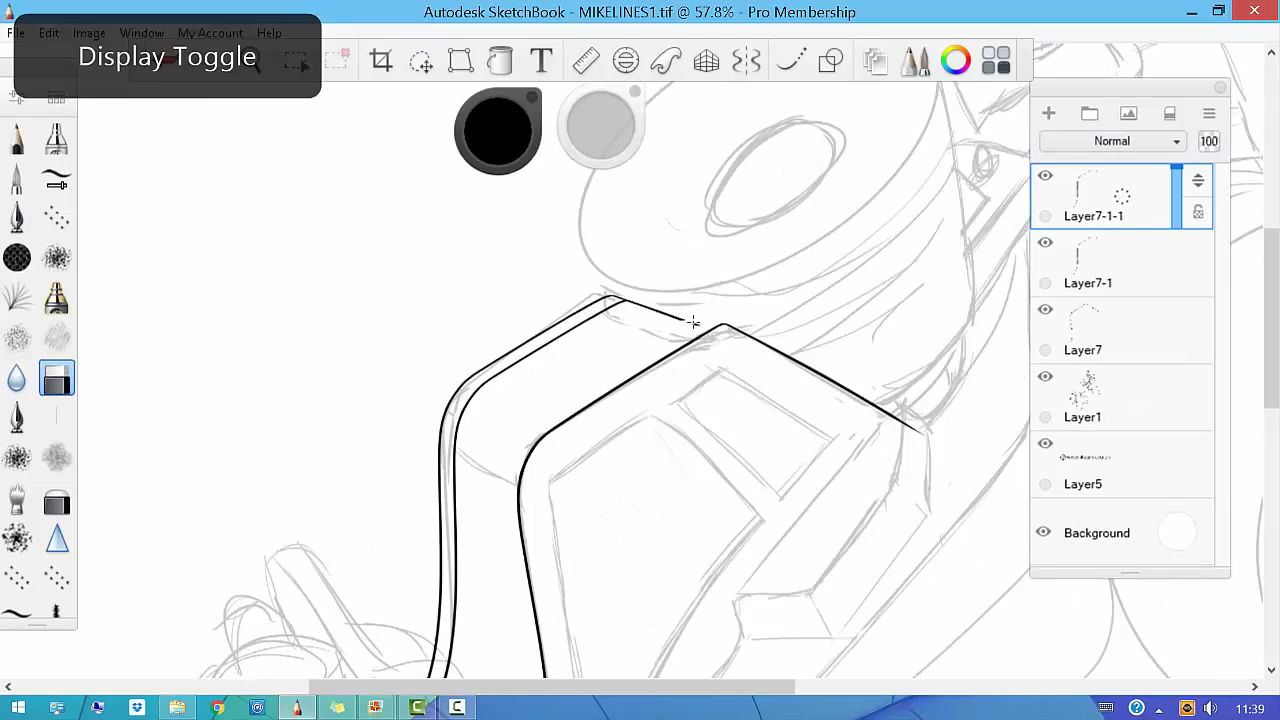 Autodesk SketchBook - MIKELINES1.tif @ 57.8% - Pro Membership
File Edit Image Window My Account Help
Display Toggle
T
Normal 100
Layer7-1-1
Layer7-1
Layer7
Layer1
Layer5
Background
11:39